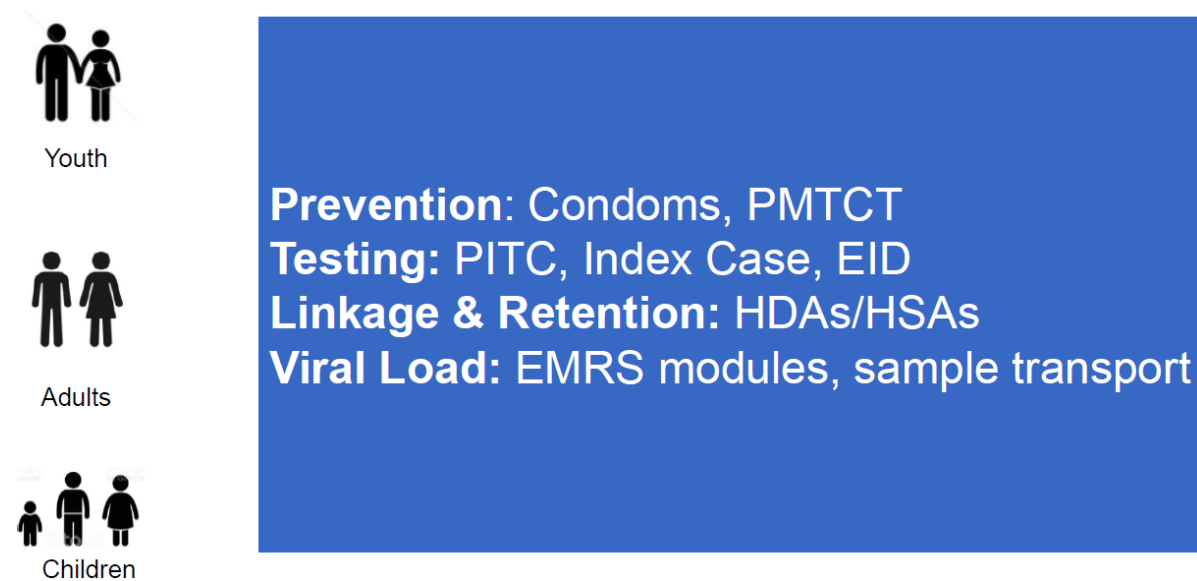 Youth
Adults
Children
Prevention: Condoms, PMTCT
Testing: PITC, Index Case, EID
Linkage & Retention: HDAs/HSAs
Viral Load: EMRS modules, sample transport